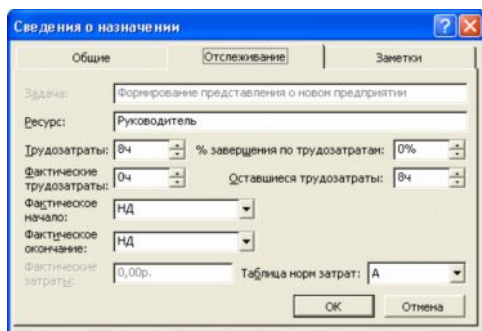 Сведения о назначении
Общие Отслеживание Заметки
Задача: Формирование представления о новом предприятии
Ресурс: Руководитель
Трудозатраты: 8ч % завершения по трудозатратам: 0%
Фактические трудозатраты: 0ч Оставшиеся трудозатраты: 8ч
Фактическое начало: НД
Фактическое окончание: НД
Фактические затраты: 0,00р. Таблица норм затрат: A
ОК Отмена